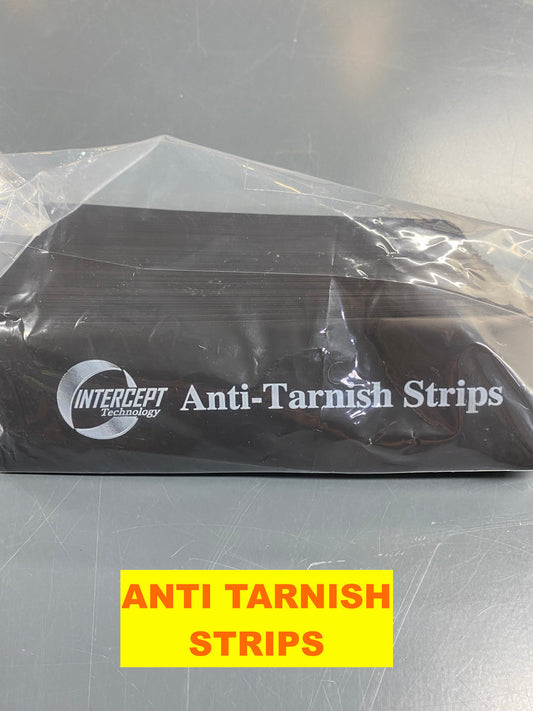 INTERCEPT
Technology
Anti-Tarnish Strips
ANTI TARNISH
STRIPS